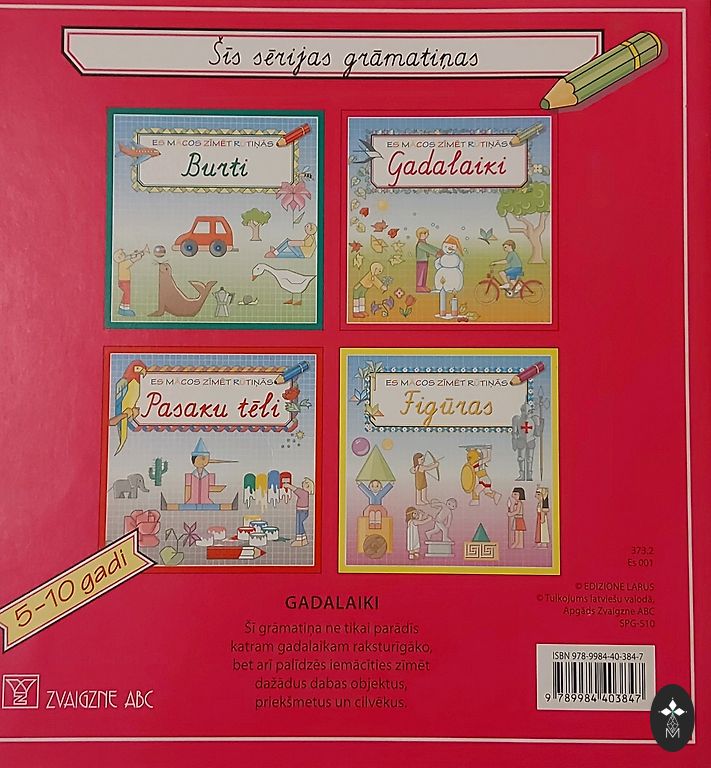 Šīs sērijas grāmatiņas
ES MĀCOS ZĪMĒT RŪTIŅĀS
Burti
ES MĀCOS ZĪMĒT RŪTIŅĀS
Gadalaiki
ES MĀCOS ZĪMĒT RŪTIŅĀS
Pasaku tēli
ES MĀCOS ZĪMĒT RŪTIŅĀS
Figūras
5-10 gadi
373.2
Es 001
© EDIZIONE LARUS
© Tulkojums latviešu valodā,
Apgāds Zvaigzne ABC
SPG-510
GADALAIKI
Šī grāmatiņa ne tikai parādīs
katram gadalaikam raksturīgāko,
bet arī palīdzēs iemācīties zīmēt
dažādus dabas objektus,
priekšmetus un cilvēkus.
ZVAIGZNE ABC
ISBN 978-9984-40-384-7
9 789984 403847
M